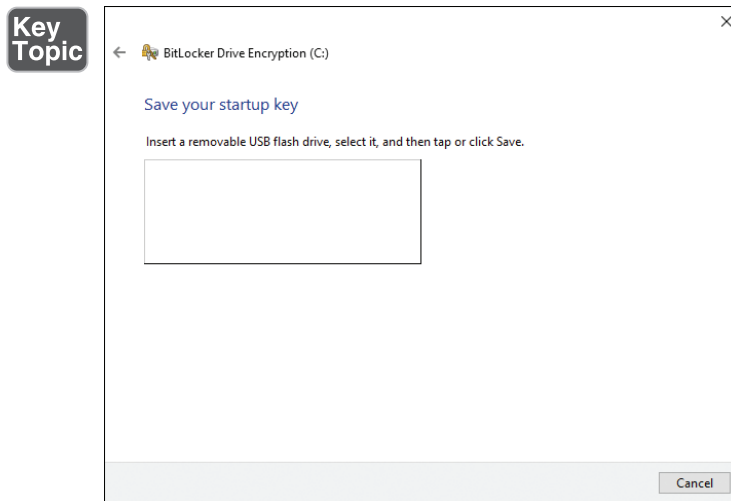 Key
Topic
BitLocker Drive Encryption (C:)
Save your startup key
Insert a removable USB flash drive, select it, and then tap or click Save.
Cancel